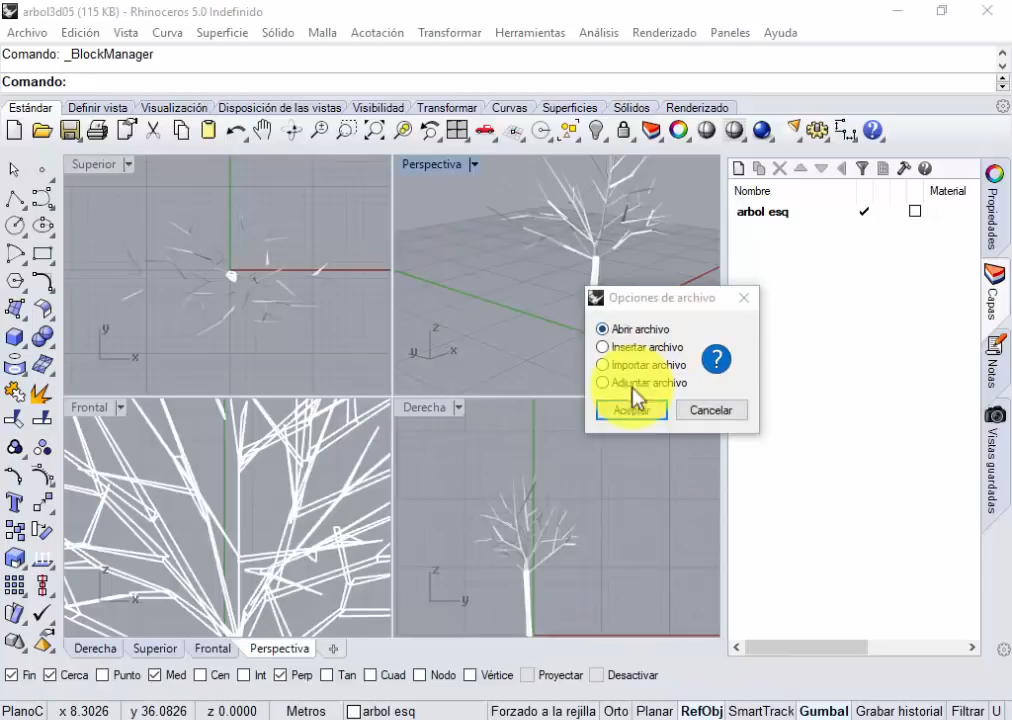 arbol3d05 (115 KB) - Rhinoceros 5.0 Indefinido
Archivo Edición Vista Curva Superficie Sólido Malla Acotación Transformar Herramientas Análisis Renderizado Paneles Ayuda
Comando: _BlockManager
Comando:
Estándar Definir vista Visualización Disposición de las vistas Visibilidad Transformar Curvas Superficies Sólidos Renderizado
Superior
Perspectiva
Nombre Material
arbol esq
Propiedades
Capas
Notas
Vistas guardadas
Opciones de archivo
Abrir archivo
Insertar archivo
Importar archivo
Adjuntar archivo
Aceptar Cancelar
y
x
z
y x
Frontal
Derecha
z
x
z
y
Derecha Superior Frontal Perspectiva
Fin Cerca Punto Med Cen Int Perp Tan Cuad Nodo Vértice Proyectar Desactivar
PlanoC x 8.3026 y 36.0826 z 0.0000 Metros arbol esq Forzado a la rejilla Orto Planar RefObj SmartTrack Gumbal Grabar historial Filtrar U